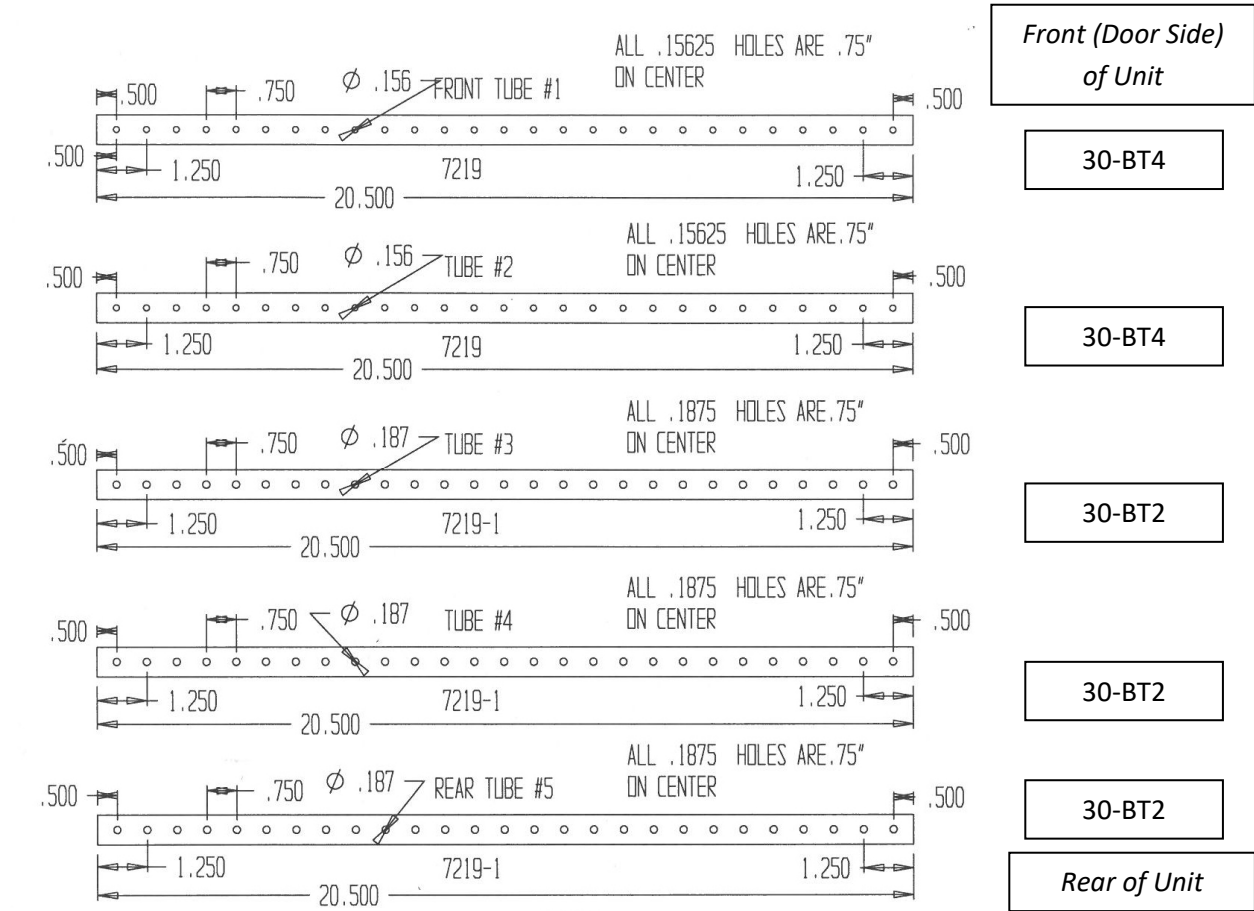 Front (Door Side)
of Unit
ALL .15625 HOLES ARE .75"
ON CENTER
.500 .750 Ø .156 FRONT TUBE #1 .500
.500 1.250 7219 1.250
20.500
30-BT4
ALL .15625 HOLES ARE.75"
ON CENTER
.500 .750 Ø .156 TUBE #2 .500
1.250 7219 1.250
20.500
30-BT4
ALL .1875 HOLES ARE.75"
ON CENTER
.500 .750 Ø .187 TUBE #3 .500
1.250 7219-1 1.250
20.500
30-BT2
ALL .1875 HOLES ARE.75"
ON CENTER
.500 .750 Ø .187 TUBE #4 .500
1.250 7219-1 1.250
20.500
30-BT2
ALL .1875 HOLES ARE.75"
ON CENTER
.500 .750 Ø .187 REAR TUBE #5 .500
1.250 7219-1 1.250
20.500
30-BT2
Rear of Unit